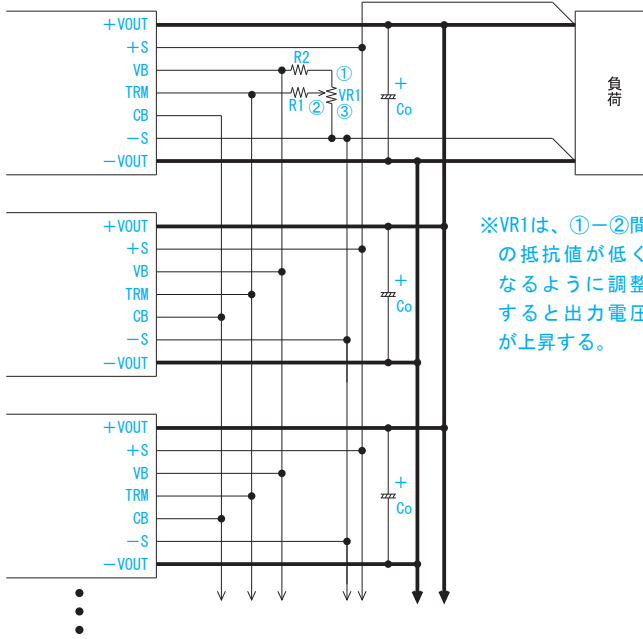 +VOUT
+S
VB
TRM
CB
−S
−VOUT
R2
①
R1
②
VR1
③
+
Co
負荷
※VR1は、①−②間
の抵抗値が低く
なるように調整
すると出力電圧
が上昇する。
+VOUT
+S
VB
TRM
CB
−S
−VOUT
+
Co
+VOUT
+S
VB
TRM
CB
−S
−VOUT
+
Co